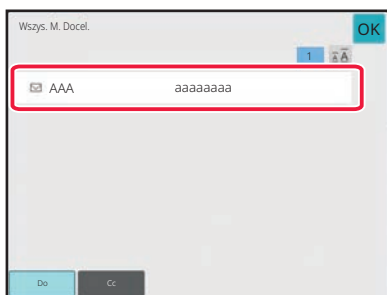 Wszys. M. Docel.
OK
1 A A
AAA aaaaaaaa
Do Cc